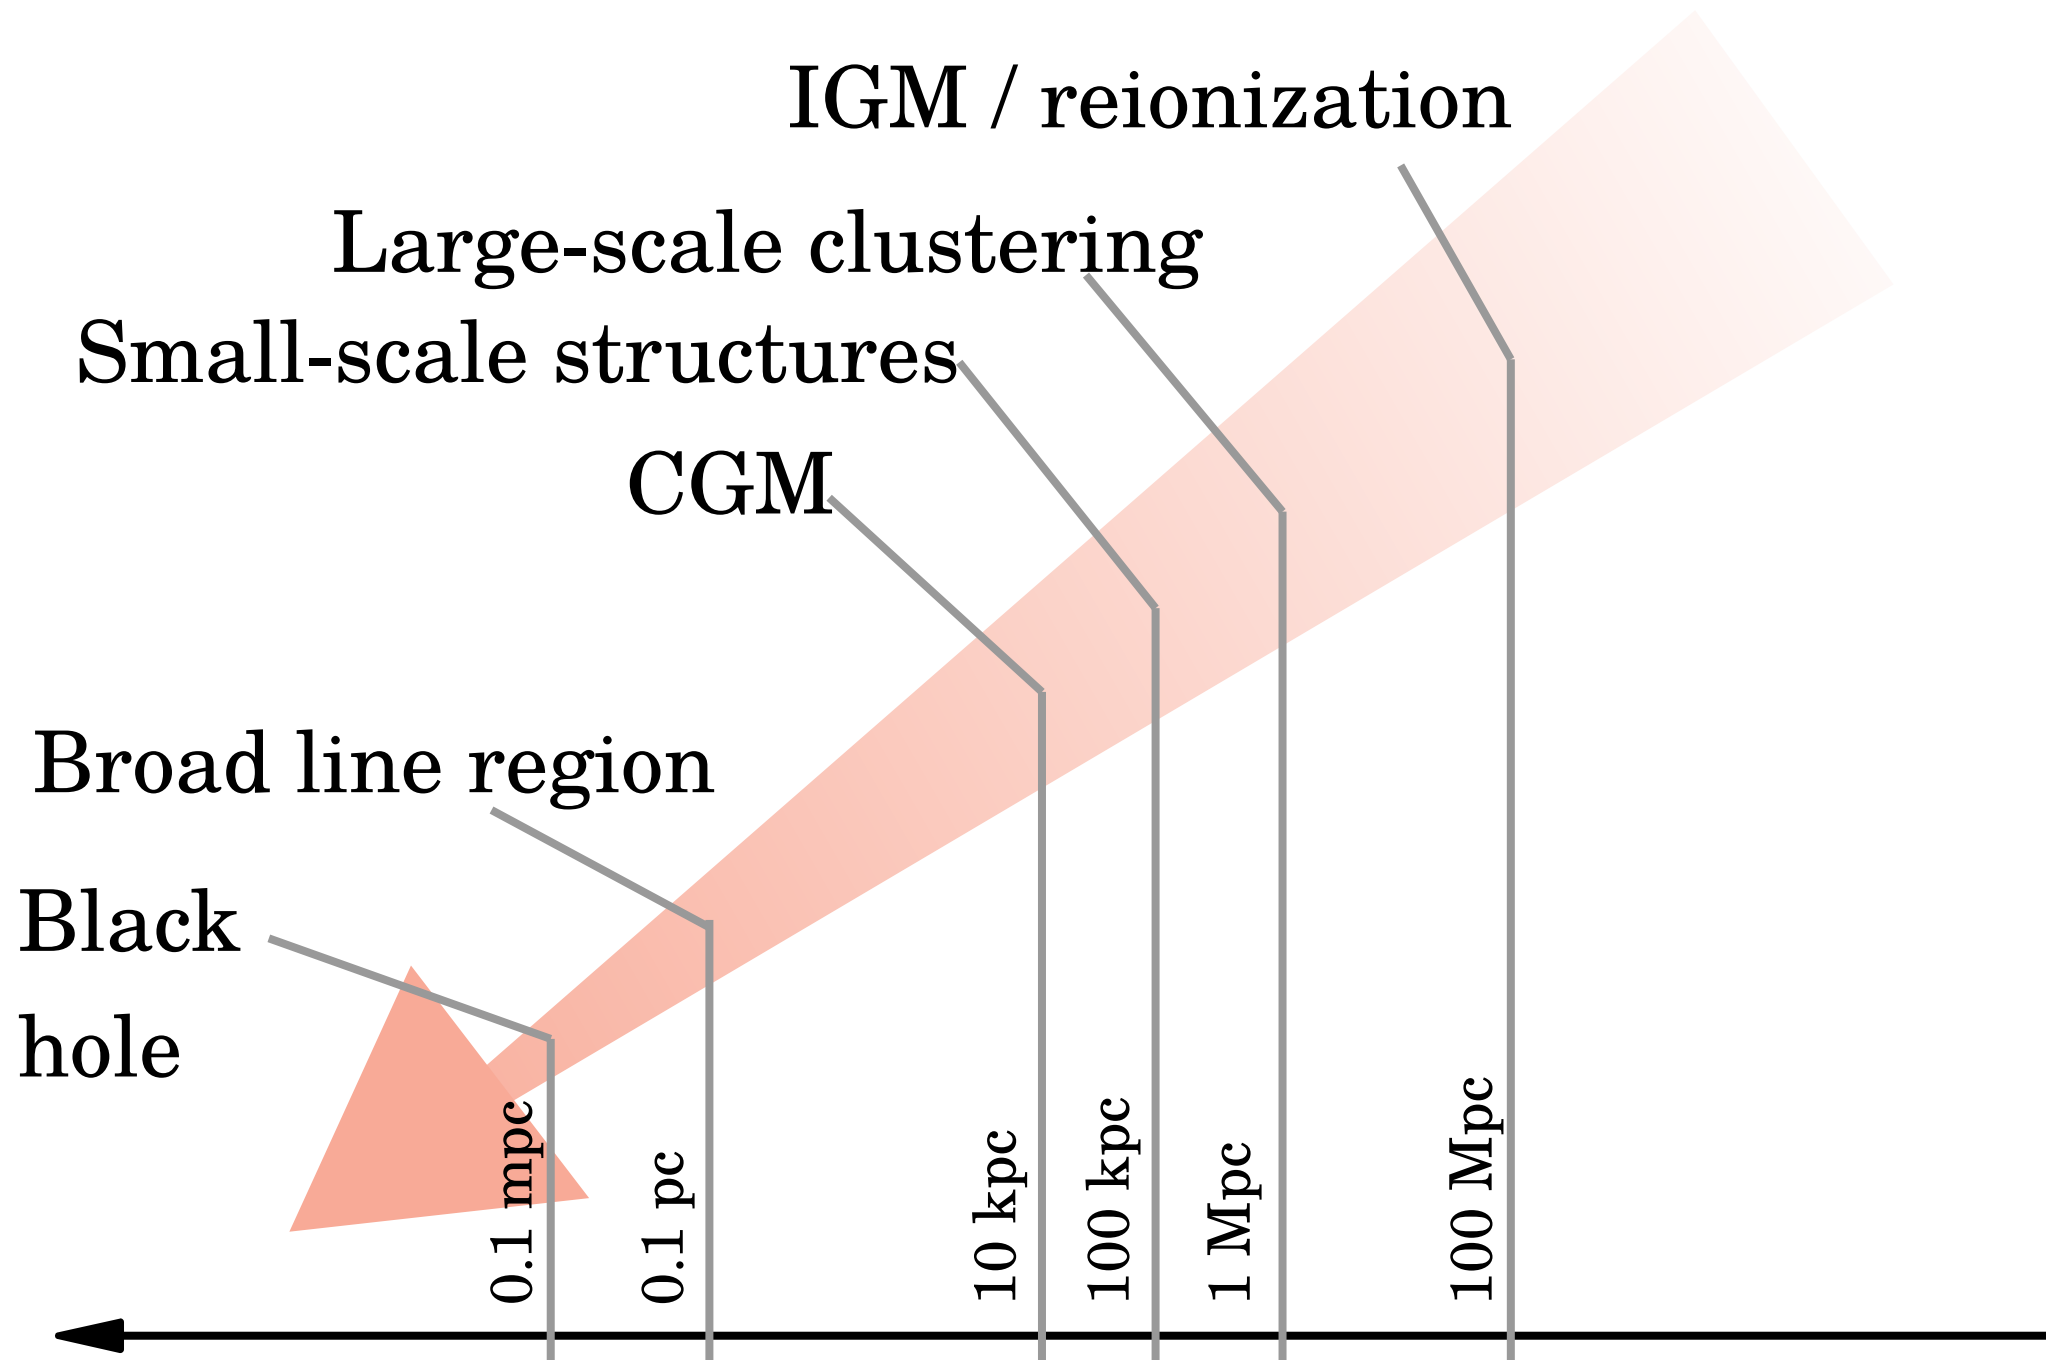 IGM / reionization
Large-scale clustering
Small-scale structures
CGM
Broad line region
Black
hole
0.1 mpc
0.1 pc
10 kpc
100 kpc
1 Mpc
100 Mpc